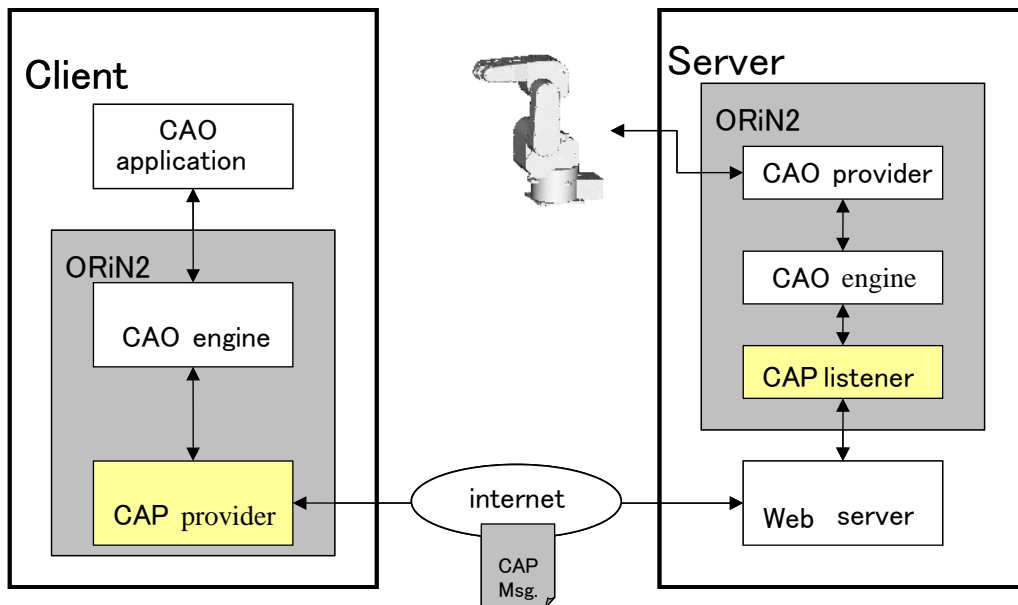 Client
CAO
application
ORiN2
CAO engine
CAP provider
internet
CAP
Msg.
Server
ORiN2
CAO provider
CAO engine
CAP listener
Web server